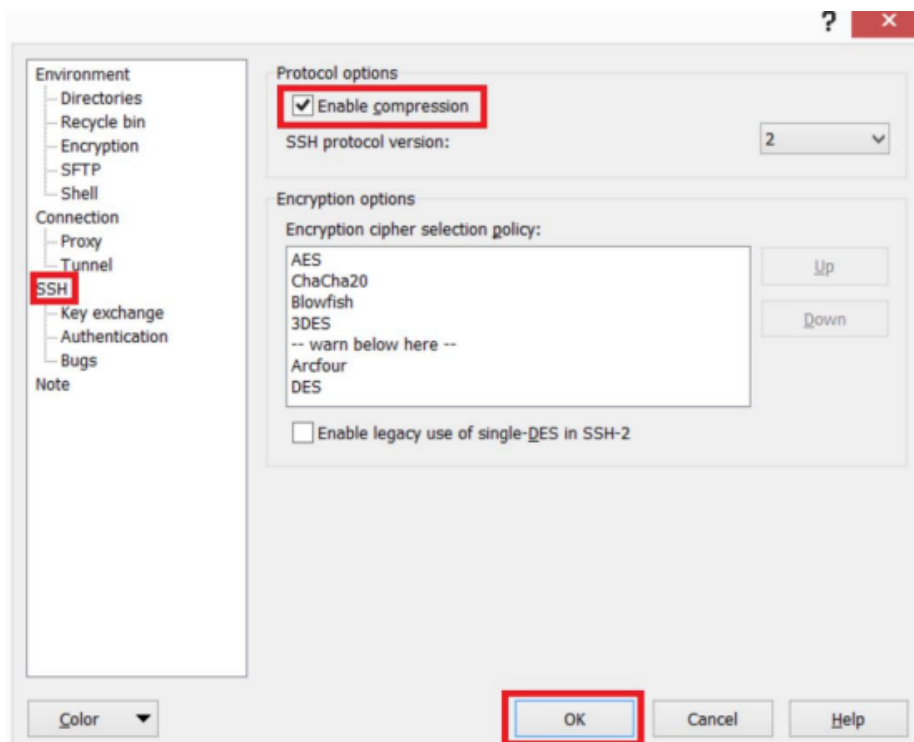 ?
Environment
Directories
Recycle bin
Encryption
SFTP
Shell
Connection
Proxy
Tunnel
SSH
Key exchange
Authentication
Bugs
Note
Protocol options
Enable compression
SSH protocol version: 2
Encryption options
Encryption cipher selection policy:
AES
ChaCha20
Blowfish
3DES
-- warn below here --
Arcfour
DES
Up
Down
Enable legacy use of single-DES in SSH-2
Color OK Cancel Help